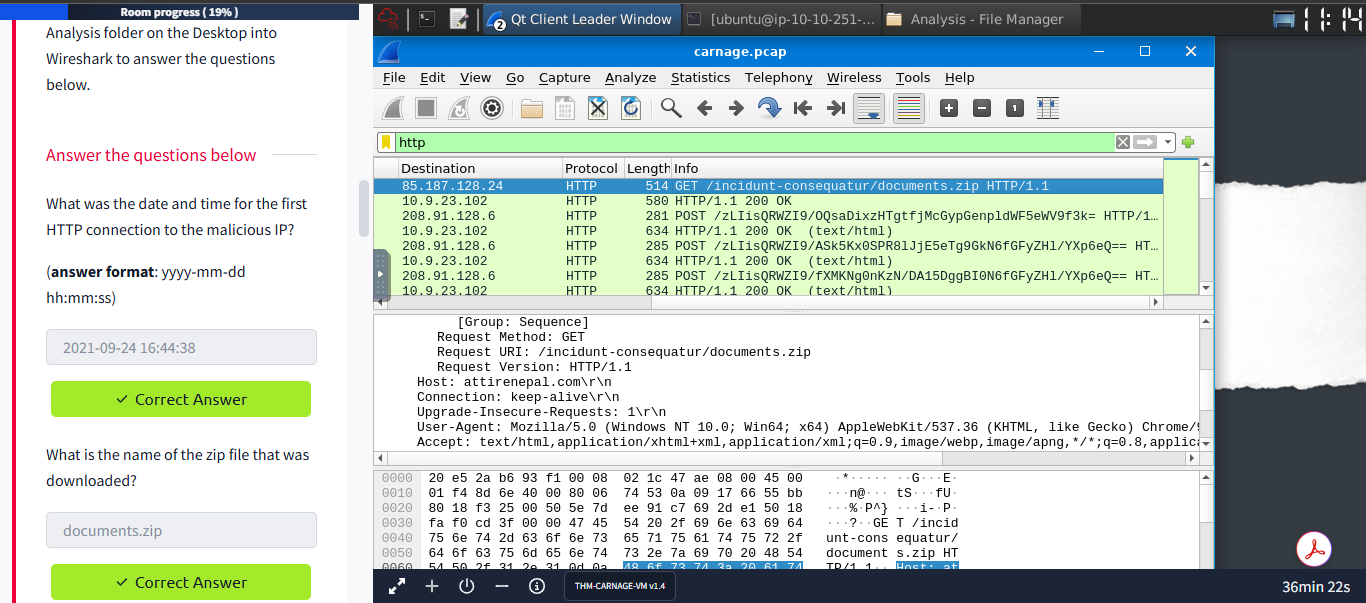 Room progress ( 19% )
Analysis folder on the Desktop into
Wireshark to answer the questions
below.
Answer the questions below
What was the date and time for the first
HTTP connection to the malicious IP?
(answer format: yyyy-mm-dd
hh:mm:ss)
2021-09-24 16:44:38
✓ Correct Answer
What is the name of the zip file that was
downloaded?
documents.zip
✓ Correct Answer
2 Qt Client Leader Window
[ubuntu@ip-10-10-251-...
Analysis - File Manager
11:14
carnage.pcap
File Edit View Go Capture Analyze Statistics Telephony Wireless Tools Help
http
Destination Protocol Length Info
85.187.128.24 HTTP 514 GET /incidunt-consequatur/documents.zip HTTP/1.1
10.9.23.102 HTTP 580 HTTP/1.1 200 OK
208.91.128.6 HTTP 281 POST /zLIisQRWZI9/OQsaDixzHTgtfjMcGypGenpldWF5eWV9f3k= HTTP/1…
10.9.23.102 HTTP 634 HTTP/1.1 200 OK (text/html)
208.91.128.6 HTTP 285 POST /zLIisQRWZI9/ASk5Kx0SPR8lJjE5eTg9GkN6fGFyZHl/YXp6eQ== HT…
10.9.23.102 HTTP 634 HTTP/1.1 200 OK (text/html)
208.91.128.6 HTTP 285 POST /zLIisQRWZI9/fXMKNg0nKzN/DA15DggBI0N6fGFyZHl/YXp6eQ== HT…
10.9.23.102 HTTP 634 HTTP/1.1 200 OK (text/html)
[Group: Sequence]
Request Method: GET
Request URI: /incidunt-consequatur/documents.zip
Request Version: HTTP/1.1
Host: attirenepal.com\r\n
Connection: keep-alive\r\n
Upgrade-Insecure-Requests: 1\r\n
User-Agent: Mozilla/5.0 (Windows NT 10.0; Win64; x64) AppleWebKit/537.36 (KHTML, like Gecko) Chrome/9
Accept: text/html,application/xhtml+xml,application/xml;q=0.9,image/webp,image/apng,*/*;q=0.8,applica
0000 20 e5 2a b6 93 f1 00 08 02 1c 47 ae 08 00 45 00 ·*····· ··G···E·
0010 01 f4 8d 6e 40 00 80 06 74 53 0a 09 17 66 55 bb ···n@··· tS···fU·
0020 80 18 f3 25 00 50 5e 7d ee 91 c7 69 2d e1 50 18 ···%·P^} ···i-·P·
0030 fa f0 cd 3f 00 00 47 45 54 20 2f 69 6e 63 69 64 ···?··GE T /incid
0040 75 6e 74 2d 63 6f 6e 73 65 71 75 61 74 75 72 2f unt-cons equatur/
0050 64 6f 63 75 6d 65 6e 74 73 2e 7a 69 70 20 48 54 document s.zip HT
0060 54 50 2f 31 2e 31 0d 0a 48 6f 73 74 3a 20 61 74 TP/1.1·· Host: at
THM-CARNAGE-VM v1.4
36min 22s